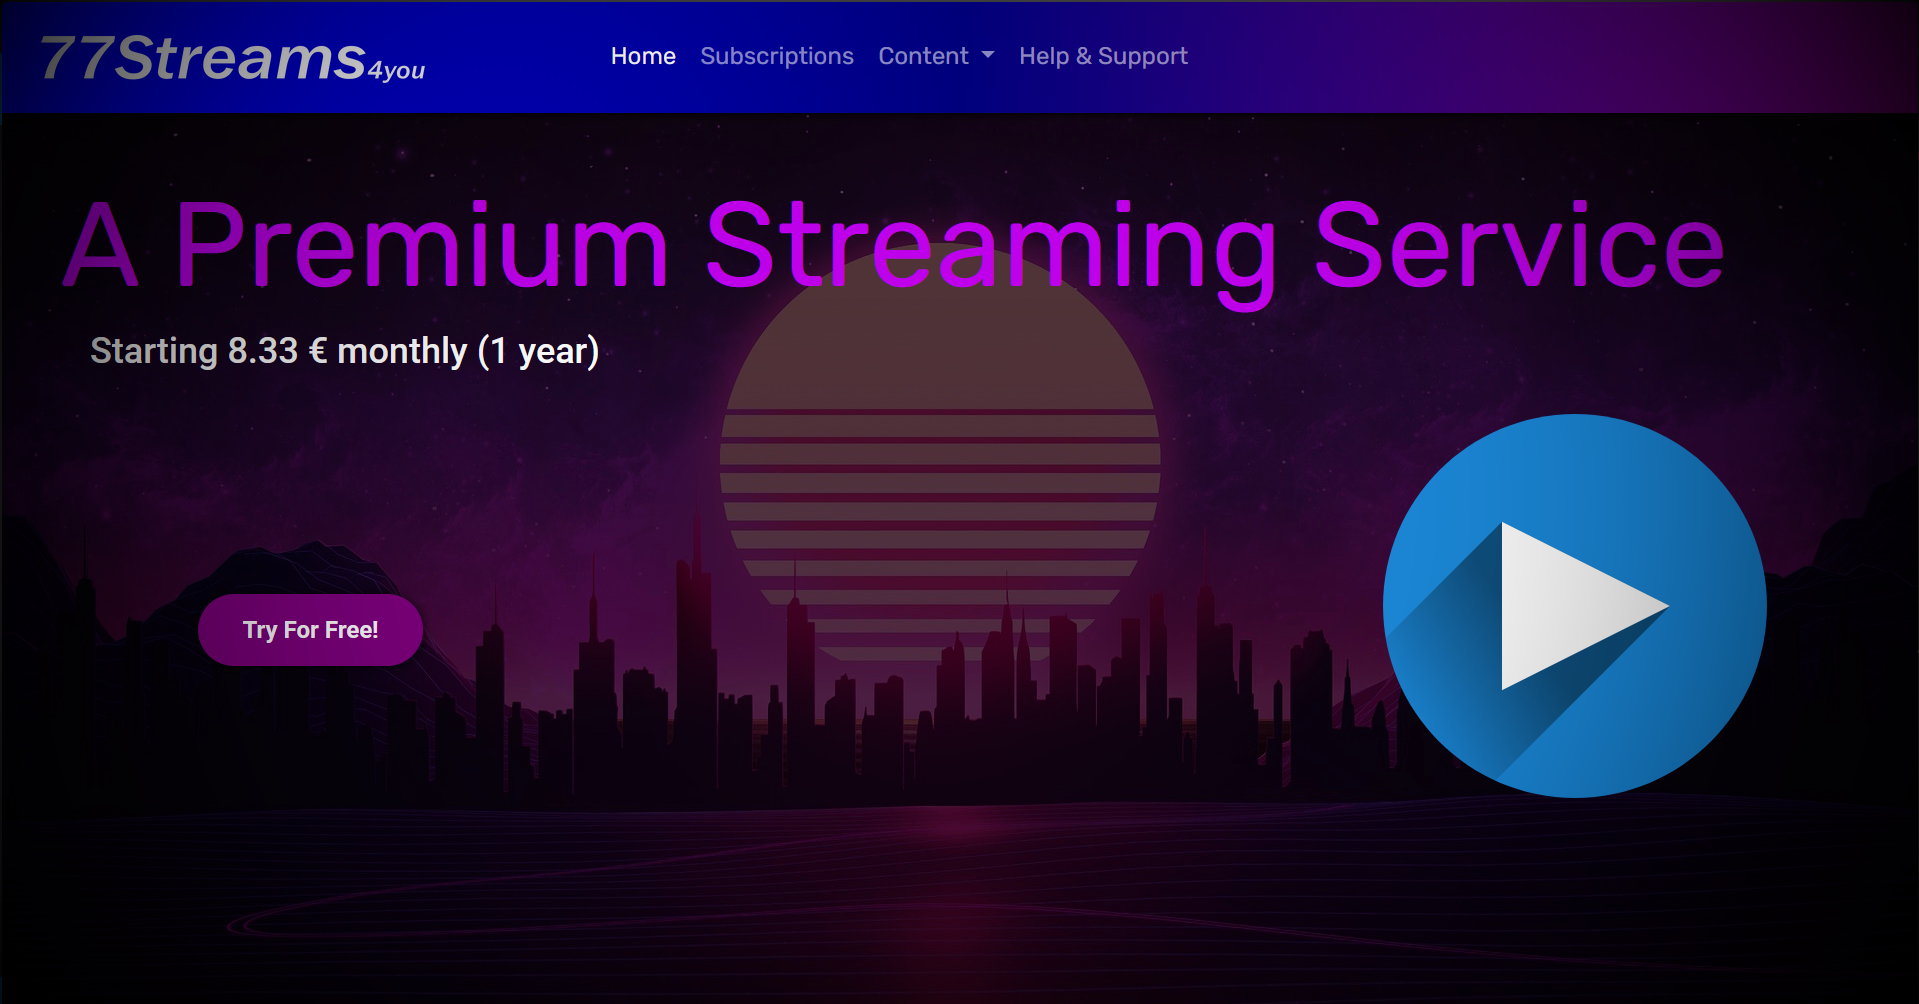 77Streams4you
Home Subscriptions Content Help & Support
A Premium Streaming Service
Starting 8.33 € monthly (1 year)
Try For Free!